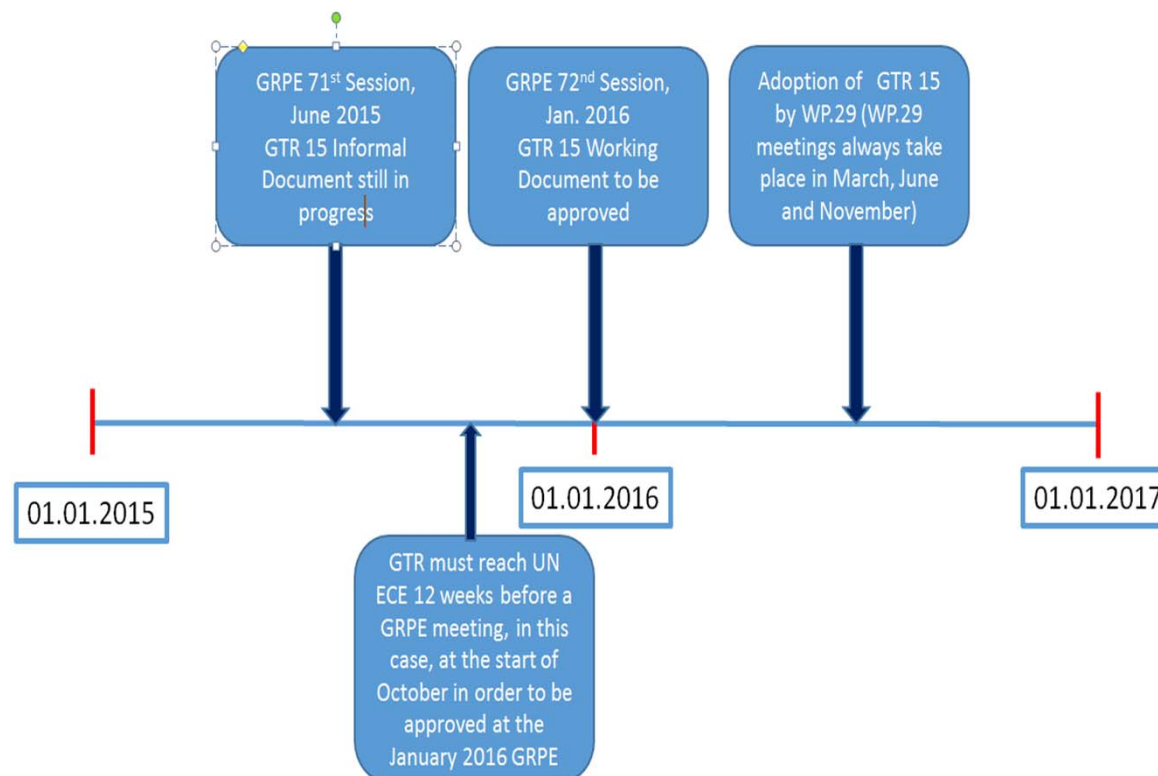 GRPE 71st Session,
June 2015
GTR 15 Informal
Document still in
progress
GRPE 72nd Session,
Jan. 2016
GTR 15 Working
Document to be
approved
Adoption of GTR 15
by WP.29 (WP.29
meetings always take
place in March, June
and November)
01.01.2015
01.01.2016
01.01.2017
GTR must reach UN
ECE 12 weeks before a
GRPE meeting, in this
case, at the start of
October in order to be
approved at the
January 2016 GRPE